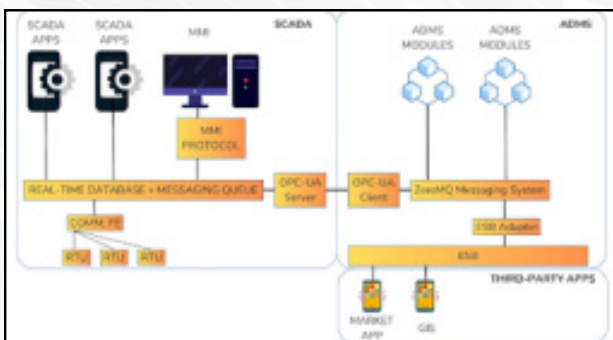 SCADA
SCADA
APPS
SCADA
APPS
MMI
MMI
PROTOCOL
REAL-TIME DATABASE + MESSAGING QUEUE
COMM. FE
RTU
RTU
RTU
OPC-UA
Server
ADMS
ADMS
MODULES
ADMS
MODULES
OPC-UA
Client
ZeroMQ Messaging System
ESB Adapter
ESB
THIRD-PARTY APPS
MARKET
APP
GIS